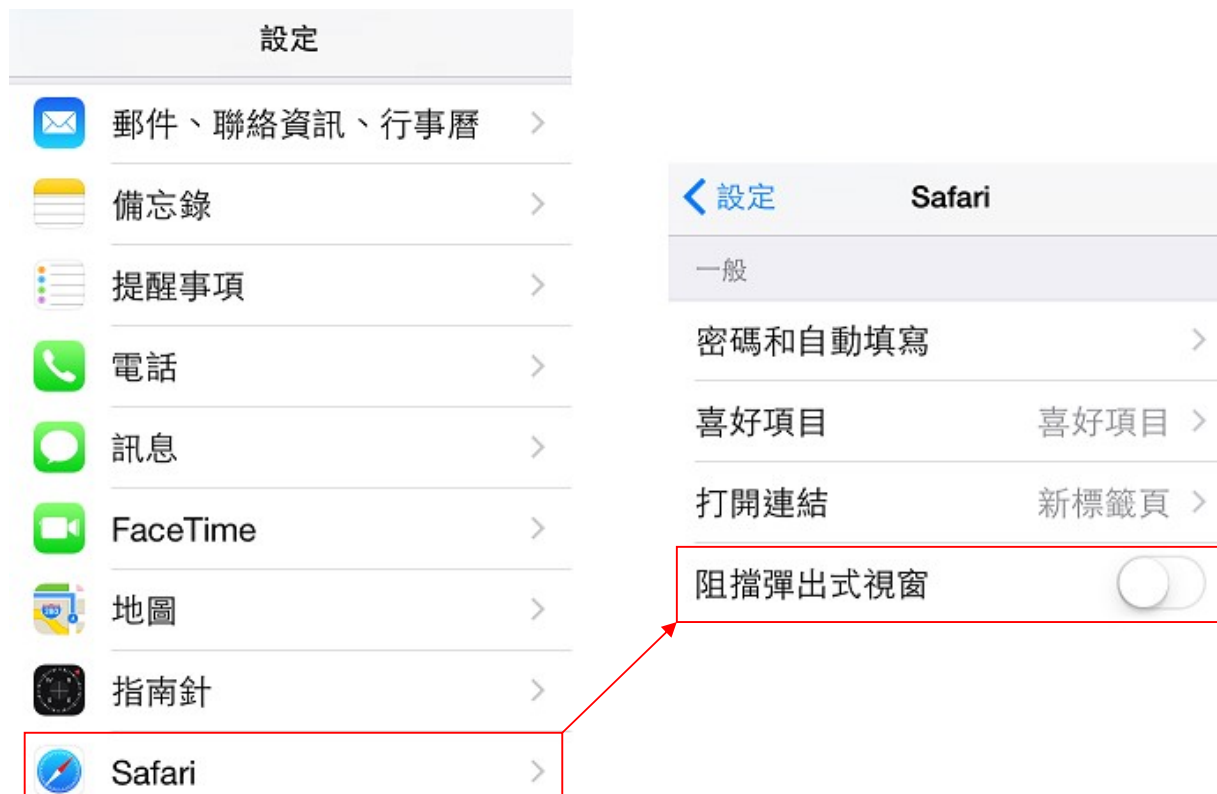 設定
郵件、聯絡資訊、行事曆
備忘錄
提醒事項
電話
訊息
FaceTime
地圖
指南針
Safari
設定 Safari
一般
密碼和自動填寫
喜好項目 喜好項目
打開連結 新標籤頁
阻擋彈出式視窗